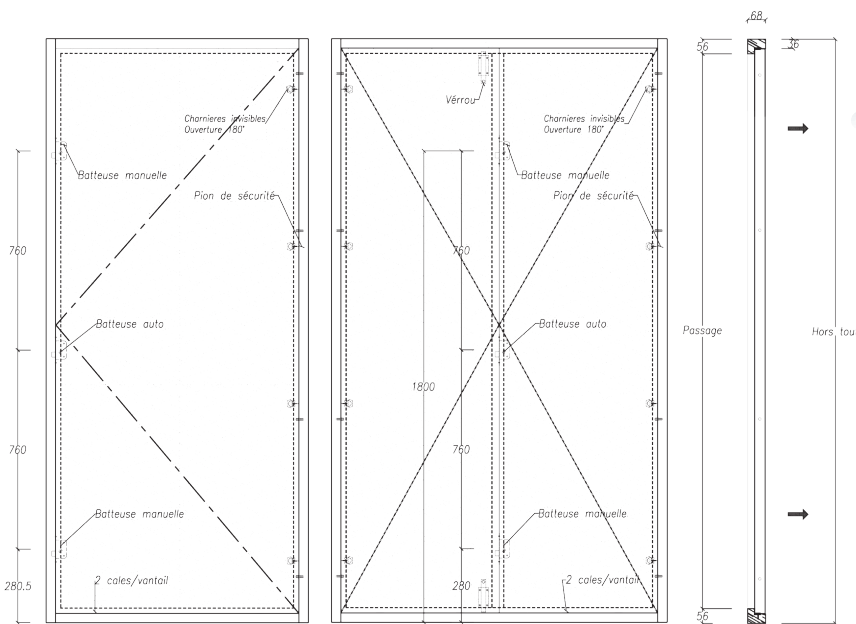 68
56
36
Vérrou
Charnieres invisibles
Ouverture 180°
Charnieres invisibles
Ouverture 180°
Batteuse manuelle
Batteuse manuelle
Pion de sécurité
Pion de sécurité
760
760
Batteuse auto
Batteuse auto
Passage
Hors tout
1800
760
760
Batteuse manuelle
Batteuse manuelle
280.5
2 cales/vantail
280
2 cales/vantail
56